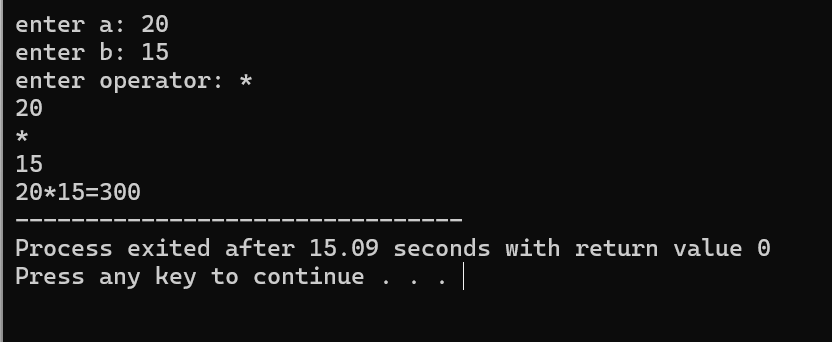 enter a: 20
enter b: 15
enter operator: *
20
*
15
20*15=300
--------------------------------
Process exited after 15.09 seconds with return value 0
Press any key to continue . . .